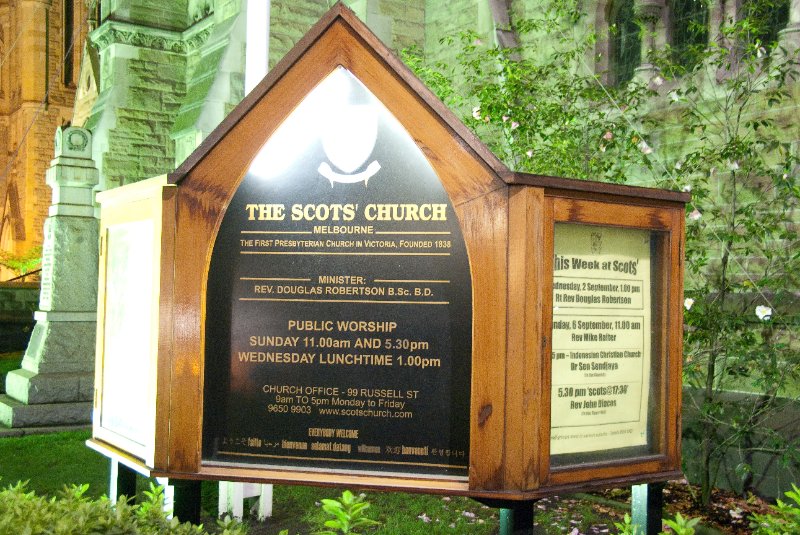 THE SCOTS' CHURCH
MELBOURNE
THE FIRST PRESBYTERIAN CHURCH IN VICTORIA, FOUNDED 1838
MINISTER:
REV. DOUGLAS ROBERTSON B.Sc. B.D.
PUBLIC WORSHIP
SUNDAY 11.00am AND 5.30pm
WEDNESDAY LUNCHTIME 1.00pm
CHURCH OFFICE - 99 RUSSELL ST
9am TO 5pm Monday to Friday
9650 9903 www.scotschurch.com
EVERYBODY WELCOME
bienvenue selamat datang willkommen benvenuti
This Week at Scots'
Wednesday, 2 September, 1.00 pm
Rt Rev Douglas Robertson
Sunday, 6 September, 11.00 am
Rev Mike
pm - Indonesian Christian Church
Dr Sen Sendjaya
5.30 pm 'scots@17:30'
Rev John